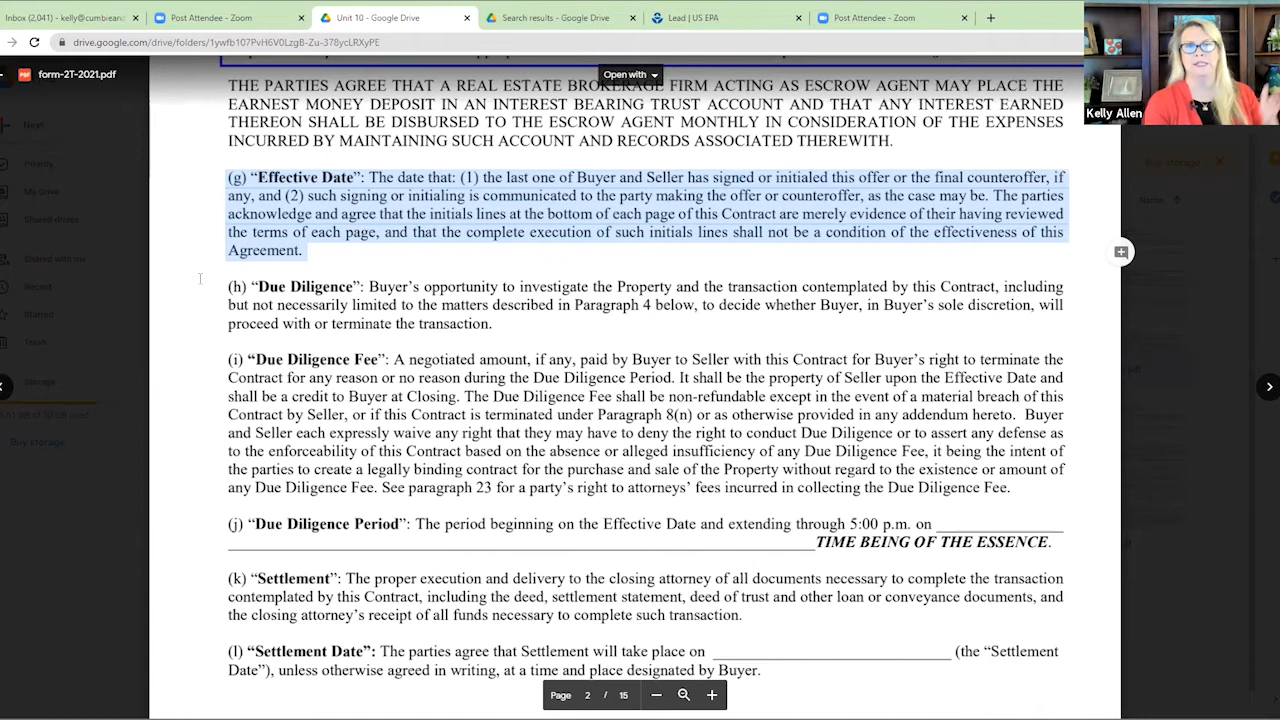 Inbox (2,041) - kelly@cumbieand
Post Attendee - Zoom
Unit 10 - Google Drive
Search results - Google Drive
Lead | US EPA
Post Attendee - Zoom
drive.google.com/drive/folders/1ywfb107PvH6V0LzgB-Zu-378ycLRXyPE
form-2T-2021.pdf
Open with
Kelly Allen
THE PARTIES AGREE THAT A REAL ESTATE BROKERAGE FIRM ACTING AS ESCROW AGENT MAY PLACE THE
EARNEST MONEY DEPOSIT IN AN INTEREST BEARING TRUST ACCOUNT AND THAT ANY INTEREST EARNED
THEREON SHALL BE DISBURSED TO THE ESCROW AGENT MONTHLY IN CONSIDERATION OF THE EXPENSES
INCURRED BY MAINTAINING SUCH ACCOUNT AND RECORDS ASSOCIATED THEREWITH.
(g) “Effective Date”: The date that: (1) the last one of Buyer and Seller has signed or initialed this offer or the final counteroffer, if
any, and (2) such signing or initialing is communicated to the party making the offer or counteroffer, as the case may be. The parties
acknowledge and agree that the initials lines at the bottom of each page of this Contract are merely evidence of their having reviewed
the terms of each page, and that the complete execution of such initials lines shall not be a condition of the effectiveness of this
Agreement.
(h) “Due Diligence”: Buyer’s opportunity to investigate the Property and the transaction contemplated by this Contract, including
but not necessarily limited to the matters described in Paragraph 4 below, to decide whether Buyer, in Buyer’s sole discretion, will
proceed with or terminate the transaction.
(i) “Due Diligence Fee”: A negotiated amount, if any, paid by Buyer to Seller with this Contract for Buyer’s right to terminate the
Contract for any reason or no reason during the Due Diligence Period. It shall be the property of Seller upon the Effective Date and
shall be a credit to Buyer at Closing. The Due Diligence Fee shall be non-refundable except in the event of a material breach of this
Contract by Seller, or if this Contract is terminated under Paragraph 8(n) or as otherwise provided in any addendum hereto. Buyer
and Seller each expressly waive any right that they may have to deny the right to conduct Due Diligence or to assert any defense as
to the enforceability of this Contract based on the absence or alleged insufficiency of any Due Diligence Fee, it being the intent of
the parties to create a legally binding contract for the purchase and sale of the Property without regard to the existence or amount of
any Due Diligence Fee. See paragraph 23 for a party’s right to attorneys’ fees incurred in collecting the Due Diligence Fee.
(j) “Due Diligence Period”: The period beginning on the Effective Date and extending through 5:00 p.m. on
TIME BEING OF THE ESSENCE.
(k) “Settlement”: The proper execution and delivery to the closing attorney of all documents necessary to complete the transaction
contemplated by this Contract, including the deed, settlement statement, deed of trust and other loan or conveyance documents, and
the closing attorney’s receipt of all funds necessary to complete such transaction.
(l) “Settlement Date”: The parties agree that Settlement will take place on (the “Settlement
Date”), unless otherwise agreed in writing, at a time and place designated by Buyer.
Page 2 / 15
New
Priority
My Drive
Shared drives
Shared with me
Recent
Starred
Trash
Storage
Buy storage
Buy storage
Name